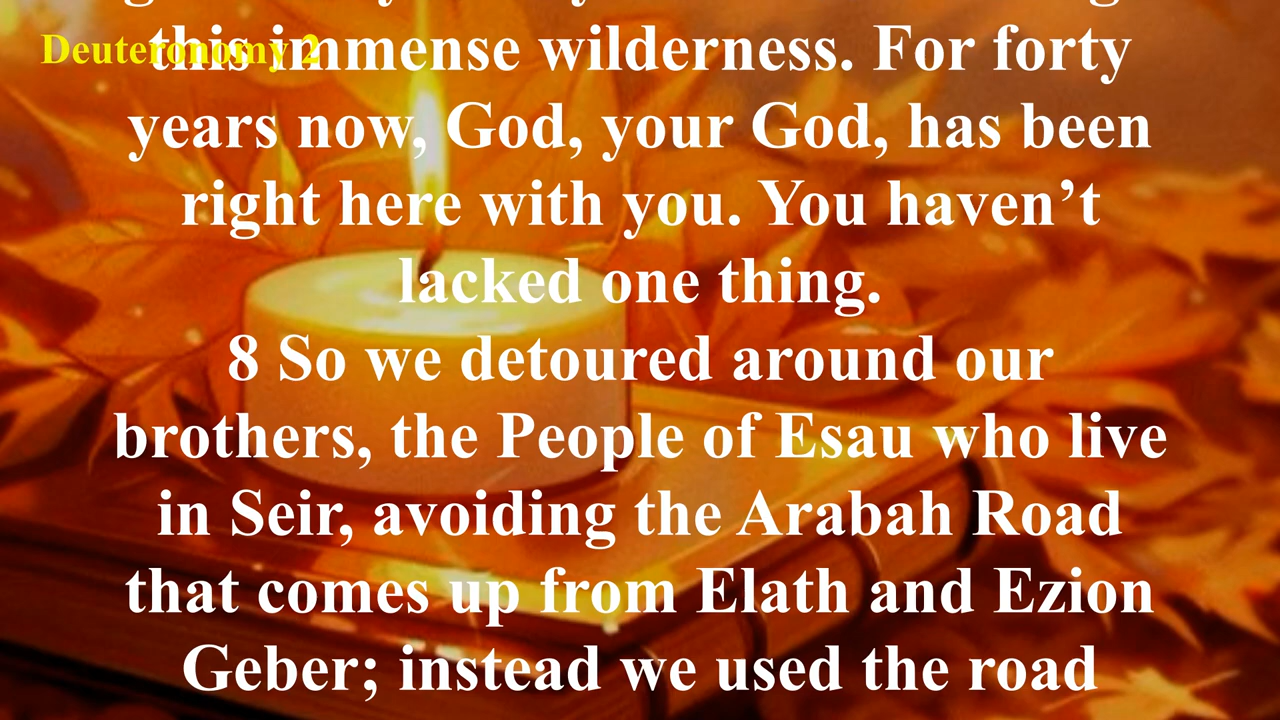 Deuteronomy 2
this immense wilderness. For forty
years now, God, your God, has been
right here with you. You haven’t
lacked one thing.
8 So we detoured around our
brothers, the People of Esau who live
in Seir, avoiding the Arabah Road
that comes up from Elath and Ezion
Geber; instead we used the road